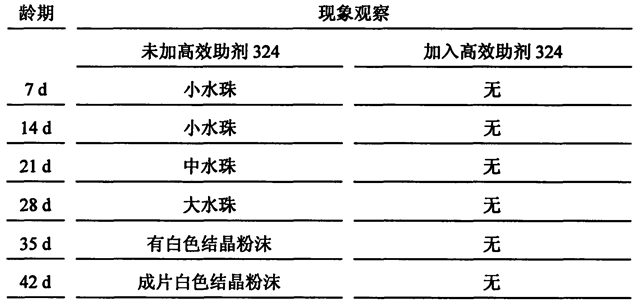 龄期 现象观察
未加高效助剂 324 加入高效助剂 324
7 d 小水珠 无
14 d 小水珠 无
21 d 中水珠 无
28 d 大水珠 无
35 d 有白色结晶粉沫 无
42 d 成片白色结晶粉沫 无